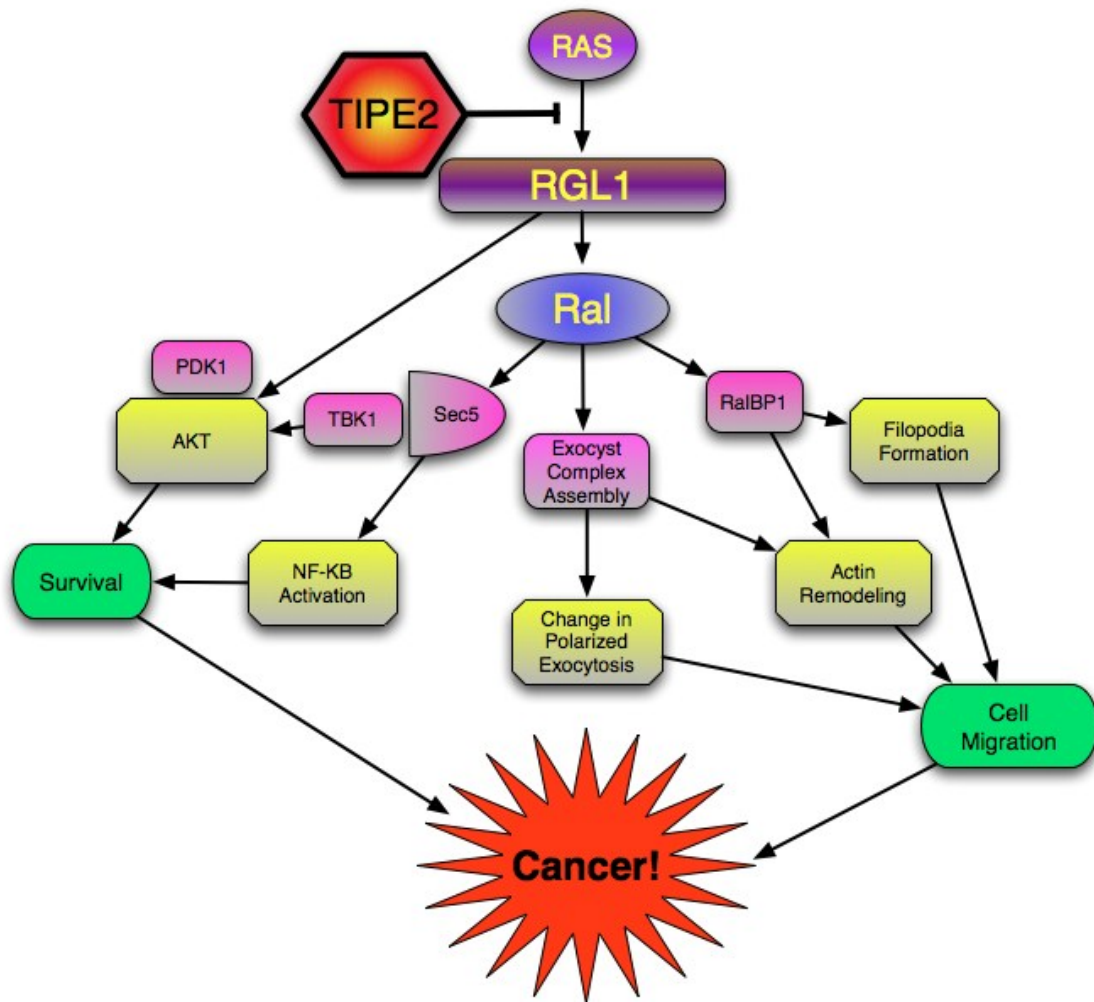 RAS
TIPE2
RGL1
Ral
PDK1
AKT
TBK1
Sec5
RalBP1
Filopodia
Formation
Exocyst
Complex
Assembly
Survival
NF-KB
Activation
Actin
Remodeling
Change in
Polarized
Exocytosis
Cell
Migration
Cancer!